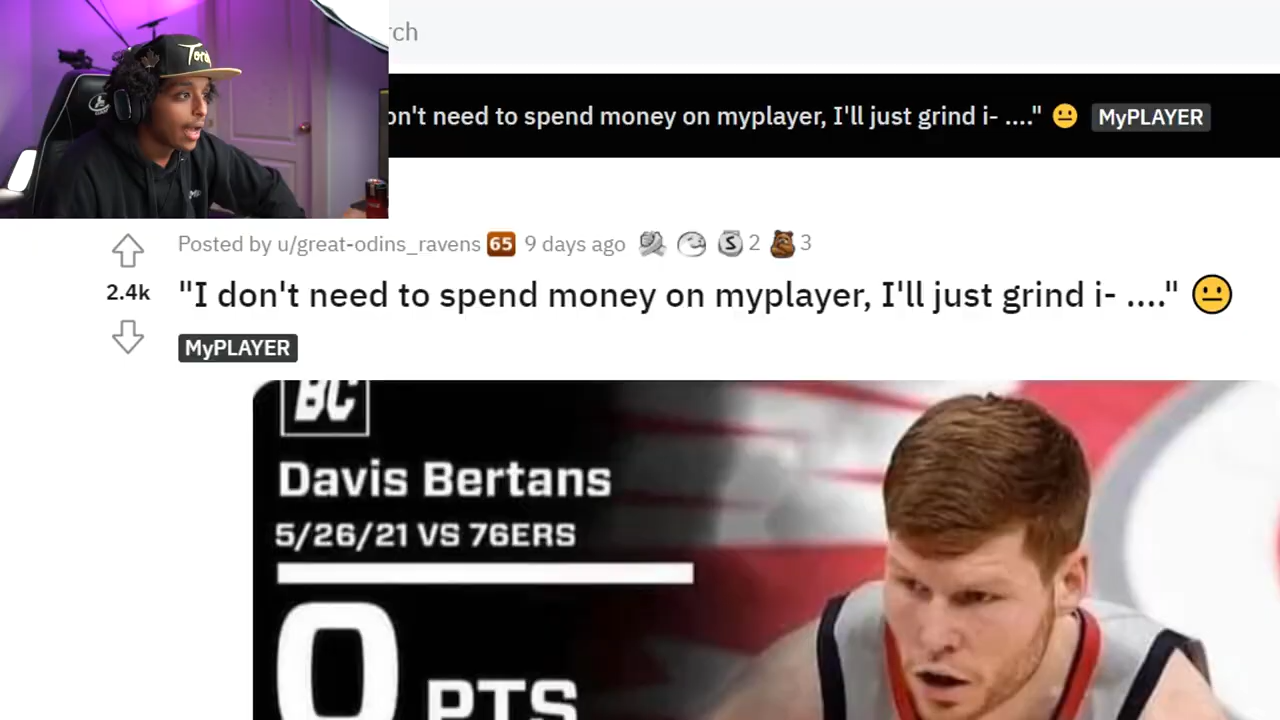 rch
on't need to spend money on myplayer, I'll just grind i- ...." 😐 MyPLAYER
Posted by u/great-odins_ravens 65 9 days ago 2 3
2.4k
"I don't need to spend money on myplayer, I'll just grind i- ...." 😐
MyPLAYER
BC
Davis Bertans
5/26/21 VS 76ERS
0 PTS